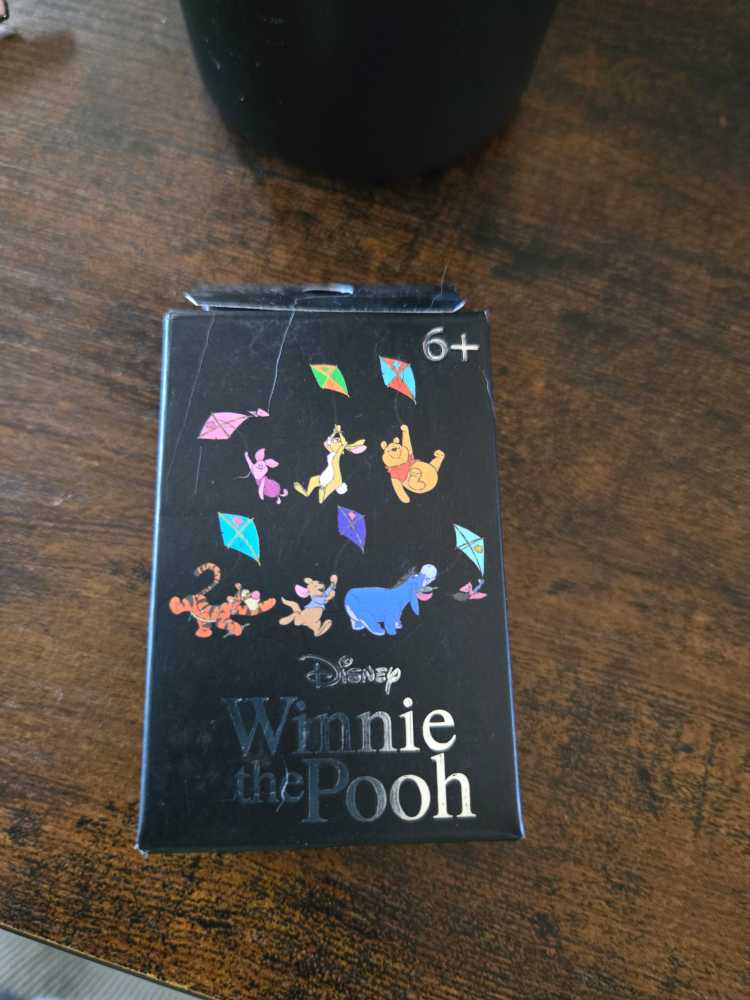 6+
Disney
Winnie
the Pooh